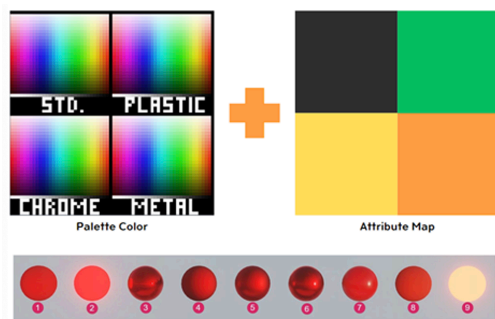 STD. PLASTIC
CHROME METAL
Palette Color
Attribute Map
1 2 3 4 5 6 7 8 9